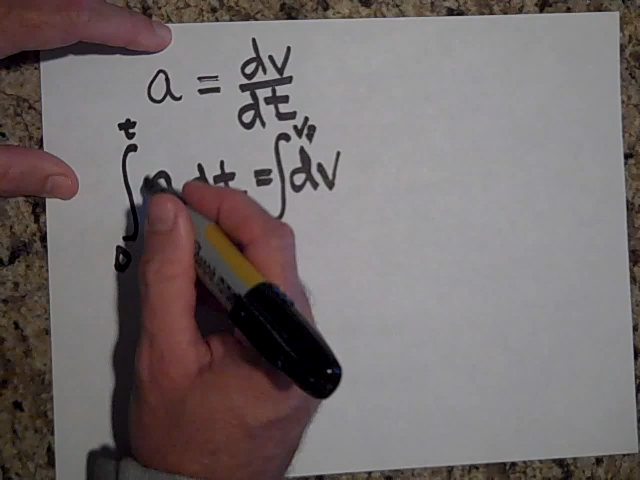 a = dv/dt
∫₀ᵗ a dt = ∫ dv